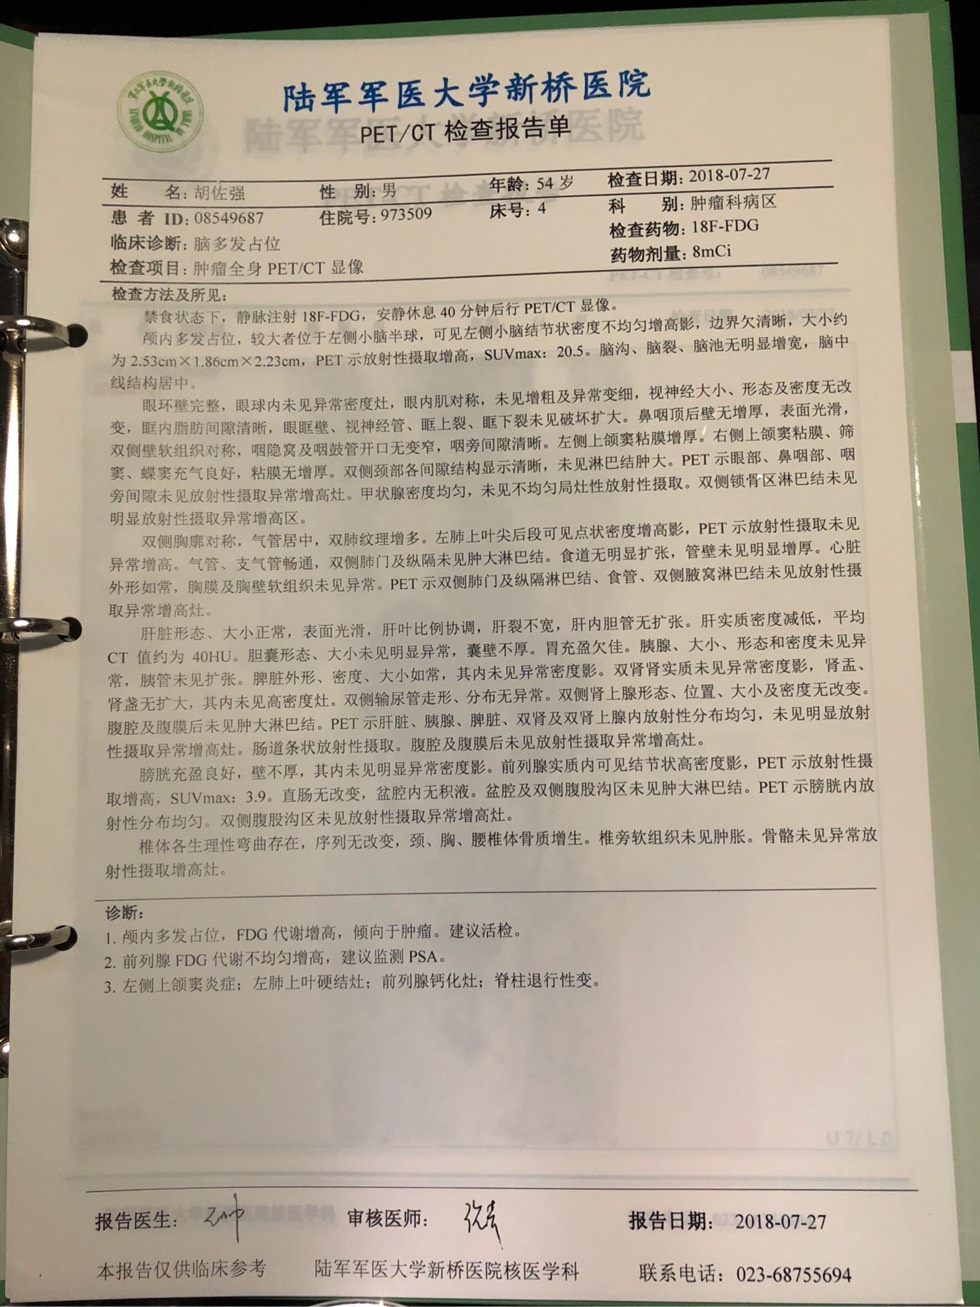 陆军军医大学新桥医院
PET/CT 检查报告单
姓 名: 胡佐强 性 别: 男 年龄: 54 岁 检查日期: 2018-07-27
患 者 ID: 08549687 住院号: 973509 床号: 4 科 别: 肿瘤科病区
临床诊断: 脑多发占位 检查药物: 18F-FDG
检查项目: 肿瘤全身 PET/CT 显像 药物剂量: 8mCi
检查方法及所见:
禁食状态下，静脉注射 18F-FDG，安静休息 40 分钟后行 PET/CT 显像。
颅内多发占位，较大者位于左侧小脑半球，可见左侧小脑结节状密度不均匀增高影，边界欠清晰，大小约
为 2.53cm×1.86cm×2.23cm，PET 示放射性摄取增高，SUVmax: 20.5。脑沟、脑裂、脑池无明显增宽，脑中
线结构居中。
眼环壁完整，眼球内未见异常密度灶，眼内肌对称，未见增粗及异常变细，视神经大小、形态及密度无改
变，眶内脂肪间隙清晰，眼眶壁、视神经管、眶上裂、眶下裂未见破坏扩大。鼻咽顶后壁无增厚，表面光滑，
双侧壁软组织对称，咽隐窝及咽鼓管开口无变窄，咽旁间隙清晰。左侧上颌窦粘膜增厚。右侧上颌窦粘膜、筛
窦、蝶窦充气良好，粘膜无增厚。双侧颈部各间隙结构显示清晰，未见淋巴结肿大。PET 示眼部、鼻咽部、咽
旁间隙未见放射性摄取异常增高灶。甲状腺密度均匀，未见不均匀局灶性放射性摄取。双侧锁骨区淋巴结未见
明显放射性摄取异常增高区。
双侧胸廓对称，气管居中，双肺纹理增多。左肺上叶尖后段可见点状密度增高影，PET 示放射性摄取未见
异常增高。气管、支气管畅通，双侧肺门及纵隔未见肿大淋巴结。食道无明显扩张，管壁未见明显增厚。心脏
外形如常，胸膜及胸壁软组织未见异常。PET 示双侧肺门及纵隔淋巴结、食管、双侧腋窝淋巴结未见放射性摄
取异常增高灶。
肝脏形态、大小正常，表面光滑，肝叶比例协调，肝裂不宽，肝内胆管无扩张。肝实质密度减低，平均
CT 值约为 40HU。胆囊形态、大小未见明显异常，囊壁不厚。胃充盈欠佳。胰腺、大小、形态和密度未见异
常，胰管未见扩张。脾脏外形、密度、大小如常，其内未见异常密度影。双肾肾实质未见异常密度影，肾盂、
肾盏无扩大，其内未见高密度灶。双侧输尿管走形、分布无异常。双侧肾上腺形态、位置、大小及密度无改变。
腹腔及腹膜后未见肿大淋巴结。PET 示肝脏、胰腺、脾脏、双肾及双肾上腺内放射性分布均匀，未见明显放射
性摄取异常增高灶。肠道条状放射性摄取。腹腔及腹膜后未见放射性摄取异常增高灶。
膀胱充盈良好，壁不厚，其内未见明显异常密度影。前列腺实质内可见结节状高密度影，PET 示放射性摄
取增高，SUVmax: 3.9。直肠无改变，盆腔内无积液。盆腔及双侧腹股沟区未见肿大淋巴结。PET 示膀胱内放
射性分布均匀。双侧腹股沟区未见放射性摄取异常增高灶。
椎体各生理性弯曲存在，序列无改变，颈、胸、腰椎体骨质增生。椎旁软组织未见肿胀。骨骼未见异常放
射性摄取增高灶。
诊断:
1. 颅内多发占位，FDG 代谢增高，倾向于肿瘤。建议活检。
2. 前列腺 FDG 代谢不均匀增高，建议监测 PSA。
3. 左侧上颌窦炎症；左肺上叶硬结灶；前列腺钙化灶；脊柱退行性变。
报告医生: 审核医师: 报告日期: 2018-07-27
本报告仅供临床参考 陆军军医大学新桥医院核医学科 联系电话: 023-68755694